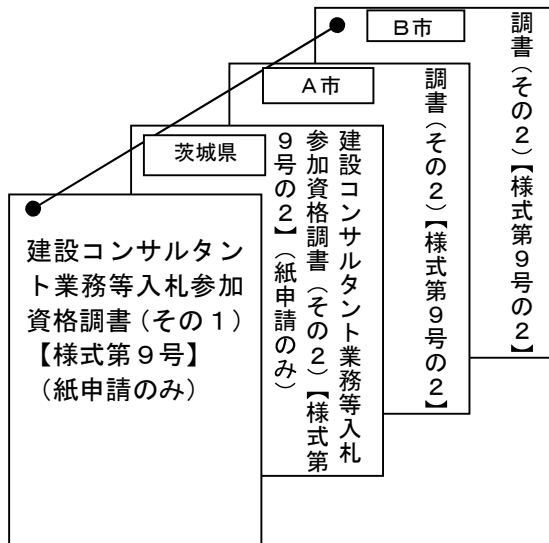 建設コンサルタン
ト業務等入札参加
資格調書（その１）
【様式第９号】
（紙申請のみ）
茨城県
建設コンサルタント業務等入札
参加資格調書（その２）【様式第
９号の２】（紙申請のみ）
Ａ市
調書（その２）【様式第９号の２】
Ｂ市
調書（その２）【様式第９号の２】